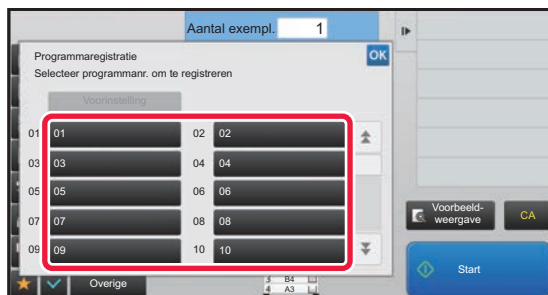 Aantal exempl. 1
Programmaregistratie OK
Selecteer programmanr. om te registreren
Voorinstelling
01 01 02 02
03 03 04 04
05 05 06 06
07 07 08 08
09 09 10 10
Voorbeeld-
weergave CA
Overige
3 B4
4 A3
Start